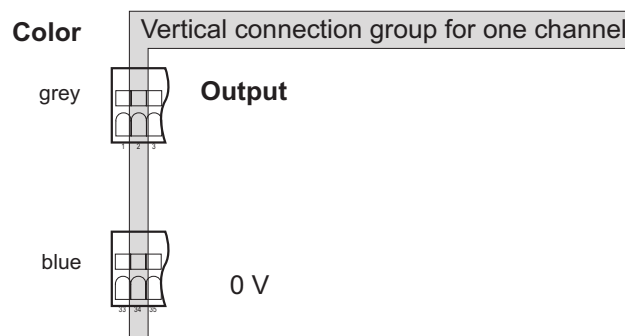 Color
Vertical connection group for one channel
grey
Output
1 2 3
blue
0 V
33 34 35